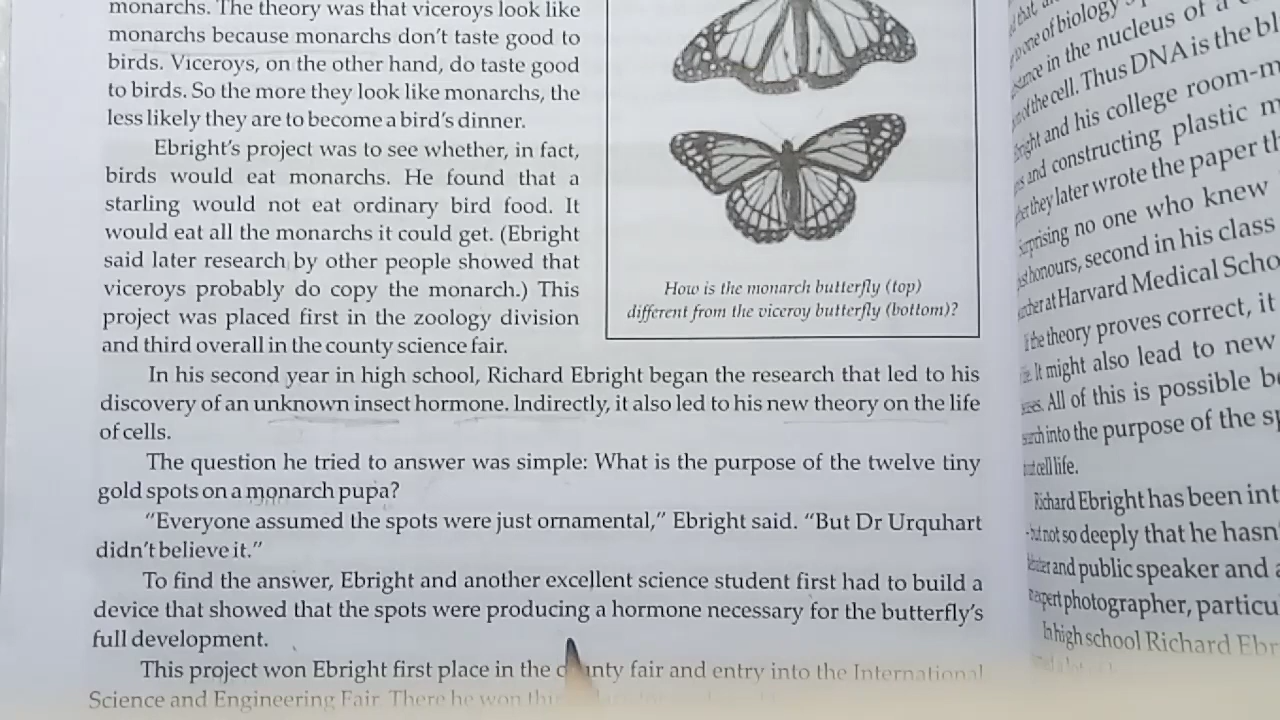 monarchs. The theory was that viceroys look like
monarchs because monarchs don't taste good to
birds. Viceroys, on the other hand, do taste good
to birds. So the more they look like monarchs, the
less likely they are to become a bird's dinner.
Ebright's project was to see whether, in fact,
birds would eat monarchs. He found that a
starling would not eat ordinary bird food. It
would eat all the monarchs it could get. (Ebright
said later research by other people showed that
viceroys probably do copy the monarch.) This
project was placed first in the zoology division
and third overall in the county science fair.
How is the monarch butterfly (top)
different from the viceroy butterfly (bottom)?
In his second year in high school, Richard Ebright began the research that led to his
discovery of an unknown insect hormone. Indirectly, it also led to his new theory on the life
of cells.
The question he tried to answer was simple: What is the purpose of the twelve tiny
gold spots on a monarch pupa?
"Everyone assumed the spots were just ornamental," Ebright said. "But Dr Urquhart
didn't believe it."
To find the answer, Ebright and another excellent science student first had to build a
device that showed that the spots were producing a hormone necessary for the butterfly's
full development.
This project won Ebright first place in the fair and entry into the International
Science and Engineering Fair. There he won
one of biology
in the nucleus of a
of the cell. Thus DNA is the
and his college
and constructing plastic
they later wrote the paper
no one who knew
honours, second in his class
at Harvard Medical
the theory proves correct, it
It might also lead to new
All of this is possible
into the purpose of the
cell life.
Richard Ebright has been
not so deeply that he
and public speaker and
expert photographer,
In high school Richard